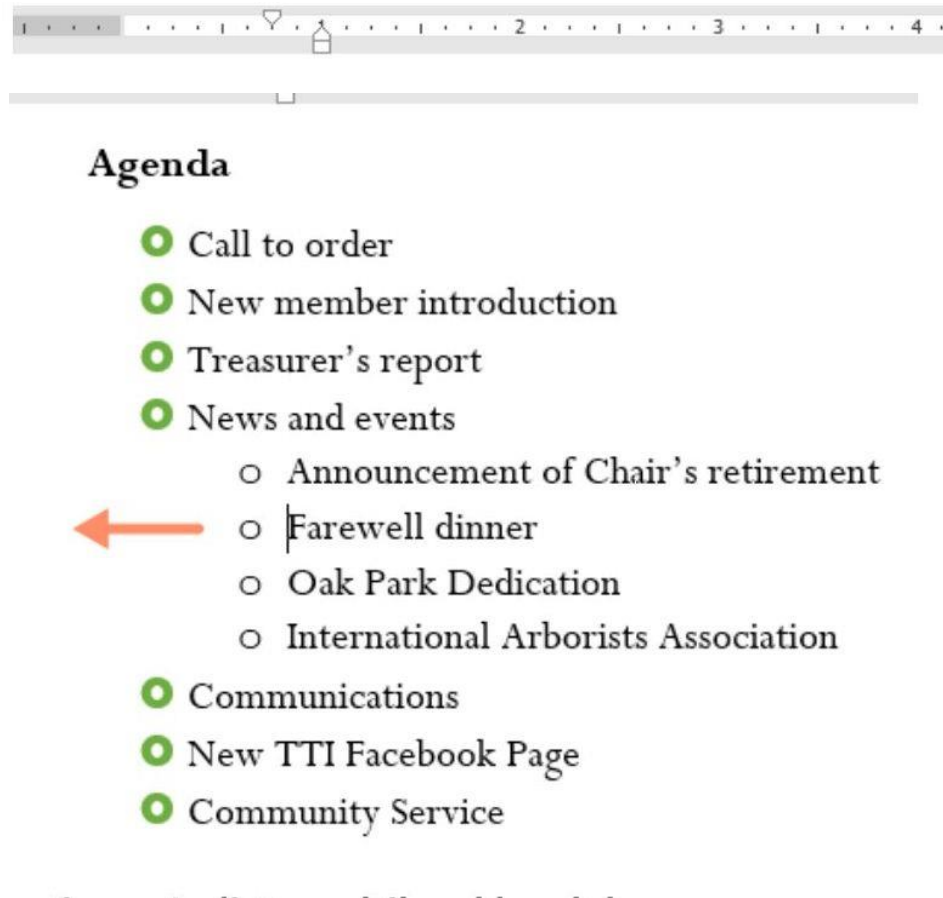 1 2 3 4
Agenda
Call to order
New member introduction
Treasurer’s report
News and events
Announcement of Chair’s retirement
Farewell dinner
Oak Park Dedication
International Arborists Association
Communications
New TTI Facebook Page
Community Service